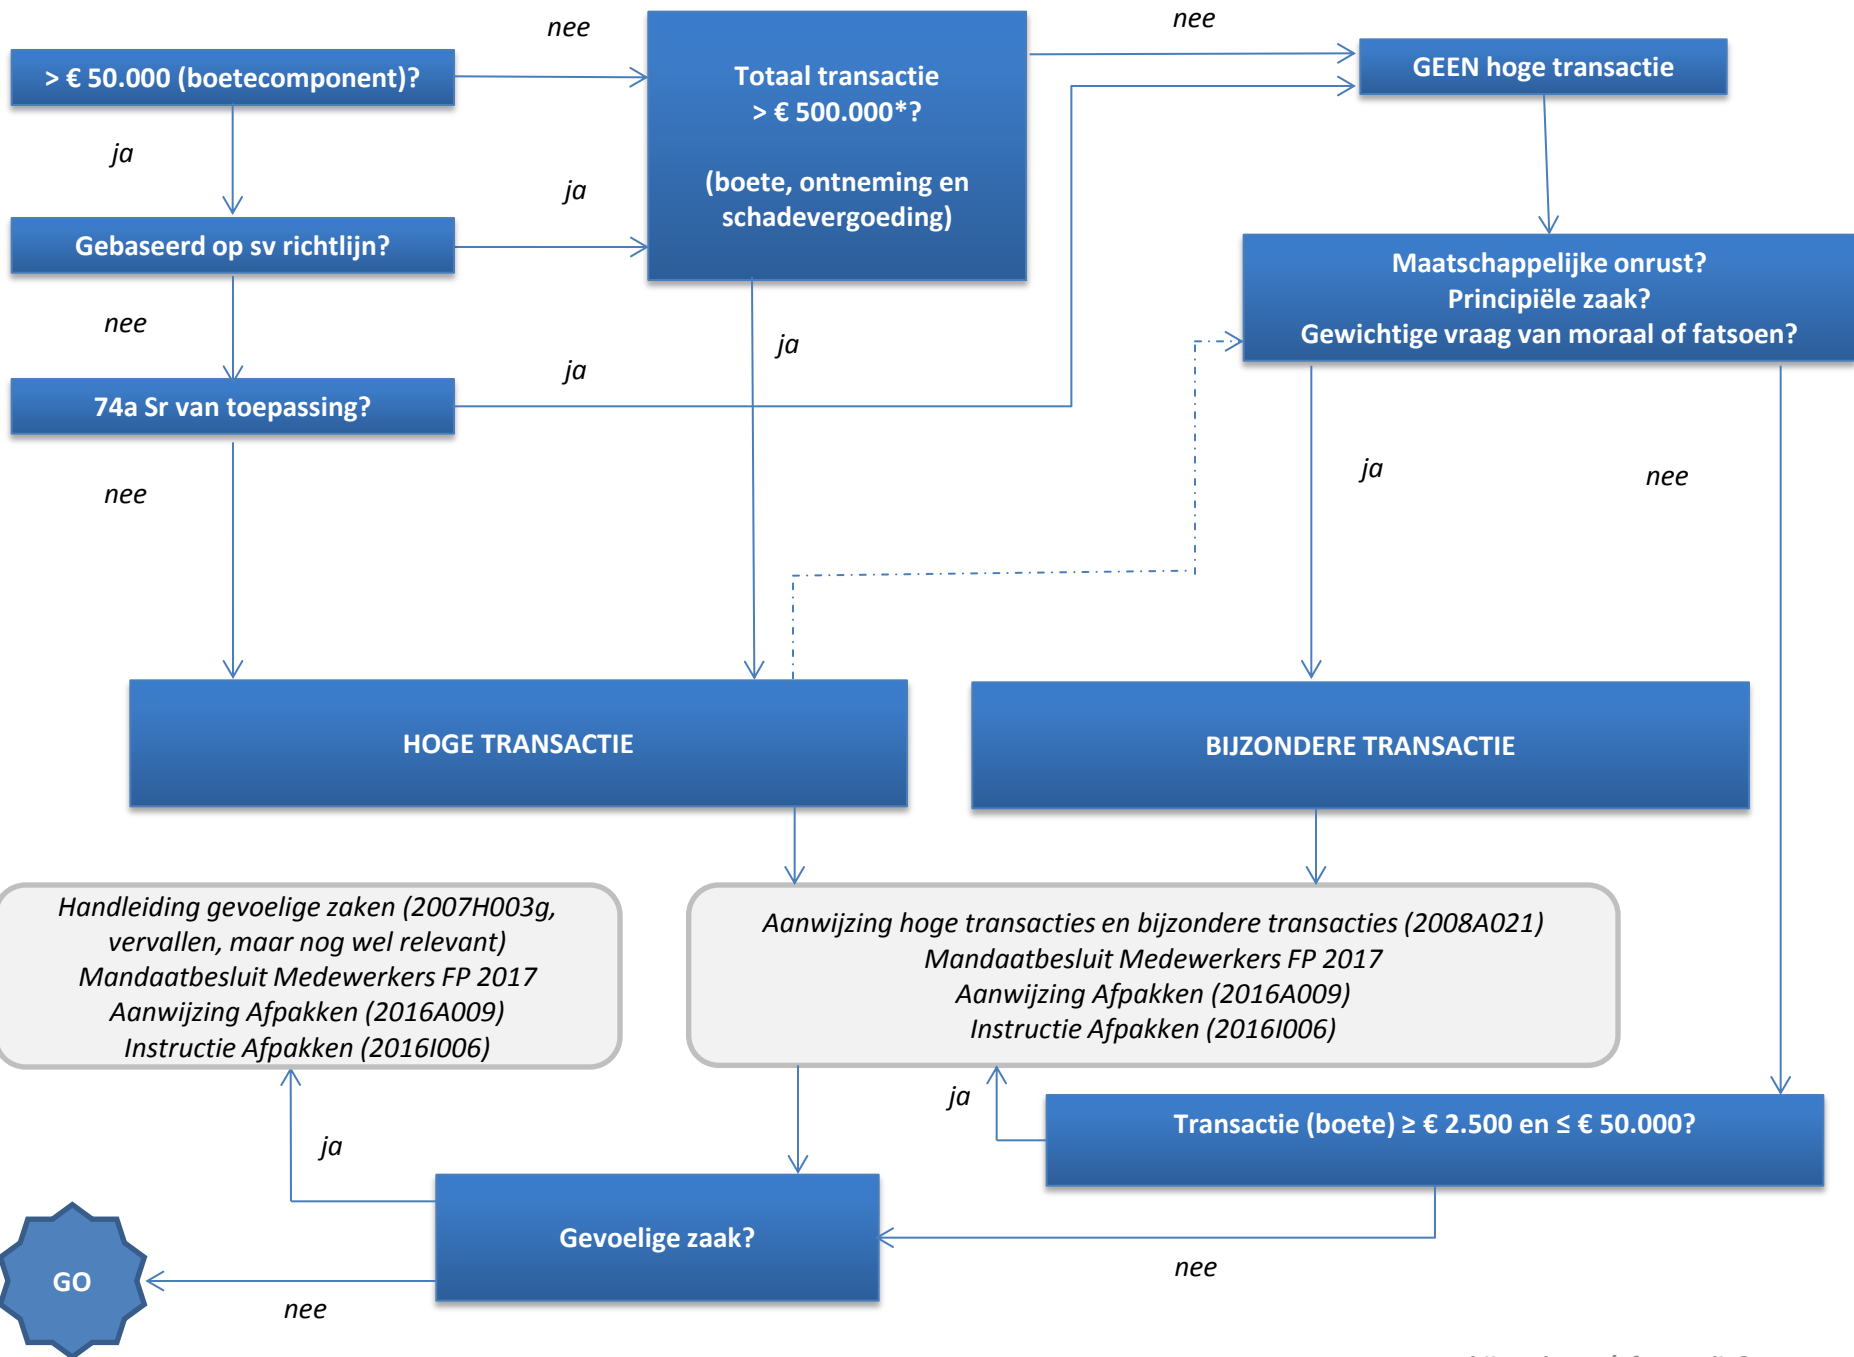 nee
nee
> € 50.000 (boetecomponent)?
Totaal transactie
> € 500.000*?
(boete, ontneming en
schadevergoeding)
GEEN hoge transactie
ja
ja
Gebaseerd op sv richtlijn?
Maatschappelijke onrust?
Principiële zaak?
Gewichtige vraag van moraal of fatsoen?
nee
ja
ja
74a Sr van toepassing?
nee
ja
nee
HOGE TRANSACTIE
BIJZONDERE TRANSACTIE
Handleiding gevoelige zaken (2007H003g,
vervallen, maar nog wel relevant)
Mandaatbesluit Medewerkers FP 2017
Aanwijzing Afpakken (2016A009)
Instructie Afpakken (2016I006)
Aanwijzing hoge transacties en bijzondere transacties (2008A021)
Mandaatbesluit Medewerkers FP 2017
Aanwijzing Afpakken (2016A009)
Instructie Afpakken (2016I006)
ja
Transactie (boete) ≥ € 2.500 en ≤ € 50.000?
ja
Gevoelige zaak?
nee
GO
nee